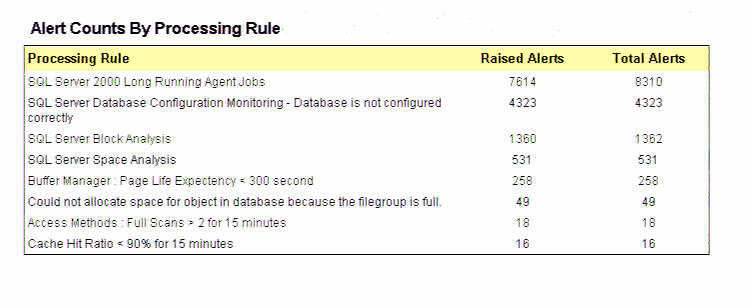 Alert Counts By Processing Rule
Processing Rule Raised Alerts Total Alerts
SQL Server 2000 Long Running Agent Jobs 7614 8310
SQL Server Database Configuration Monitoring - Database is not configured 4323 4323
correctly
SQL Server Block Analysis 1360 1362
SQL Server Space Analysis 531 531
Buffer Manager : Page Life Expectency < 300 second 258 258
Could not allocate space for object in database because the filegroup is full. 49 49
Access Methods : Full Scans > 2 for 15 minutes 18 18
Cache Hit Ratio < 90% for 15 minutes 16 16